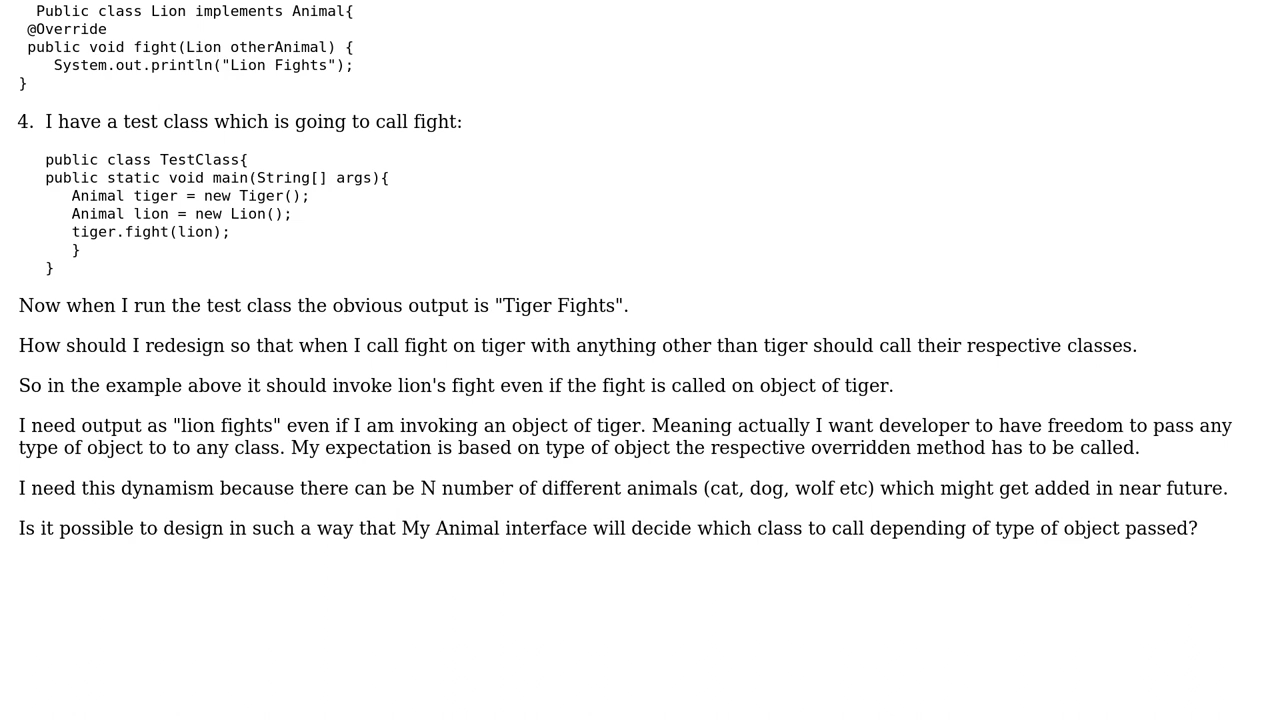 Public class Lion implements Animal{
@Override
public void fight(Lion otherAnimal) {
System.out.println("Lion Fights");
}
4. I have a test class which is going to call fight:
public class TestClass{
public static void main(String[] args){
Animal tiger = new Tiger();
Animal lion = new Lion();
tiger.fight(lion);
}
}
Now when I run the test class the obvious output is "Tiger Fights".
How should I redesign so that when I call fight on tiger with anything other than tiger should call their respective classes.
So in the example above it should invoke lion's fight even if the fight is called on object of tiger.
I need output as "lion fights" even if I am invoking an object of tiger. Meaning actually I want developer to have freedom to pass any
type of object to to any class. My expectation is based on type of object the respective overridden method has to be called.
I need this dynamism because there can be N number of different animals (cat, dog, wolf etc) which might get added in near future.
Is it possible to design in such a way that My Animal interface will decide which class to call depending of type of object passed?